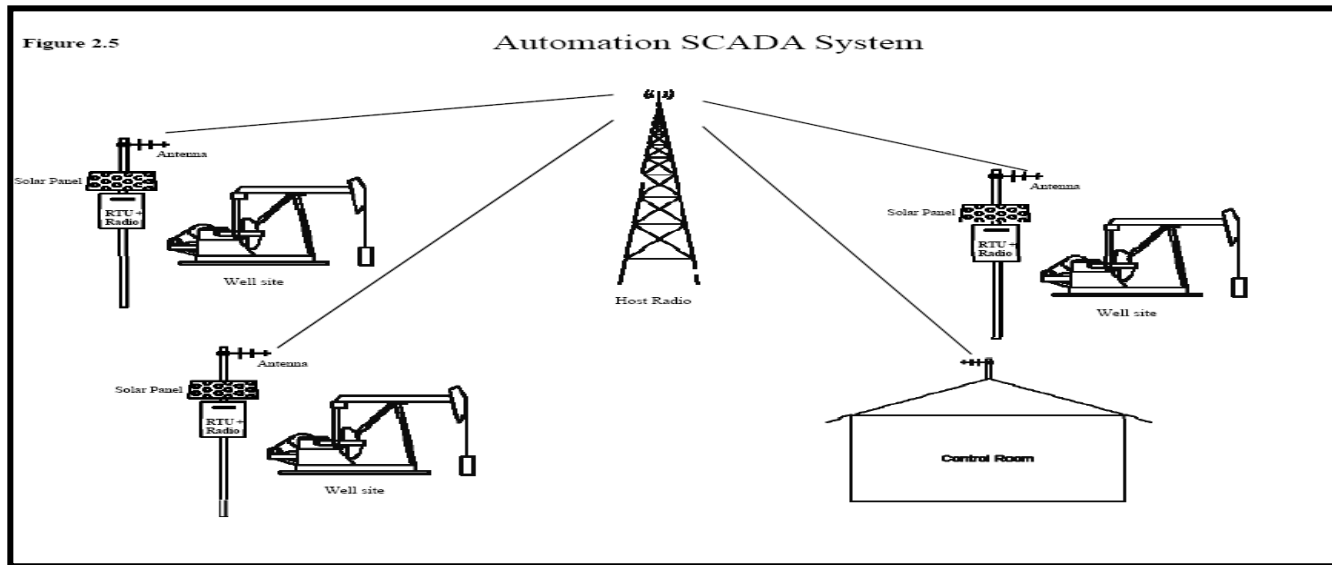 Figure 2.5
Automation SCADA System
Antenna
Solar Panel
RTU +
Radio
Well site
Host Radio
Antenna
Solar Panel
RTU +
Radio
Well site
Antenna
Solar Panel
RTU +
Radio
Well site
Control Room